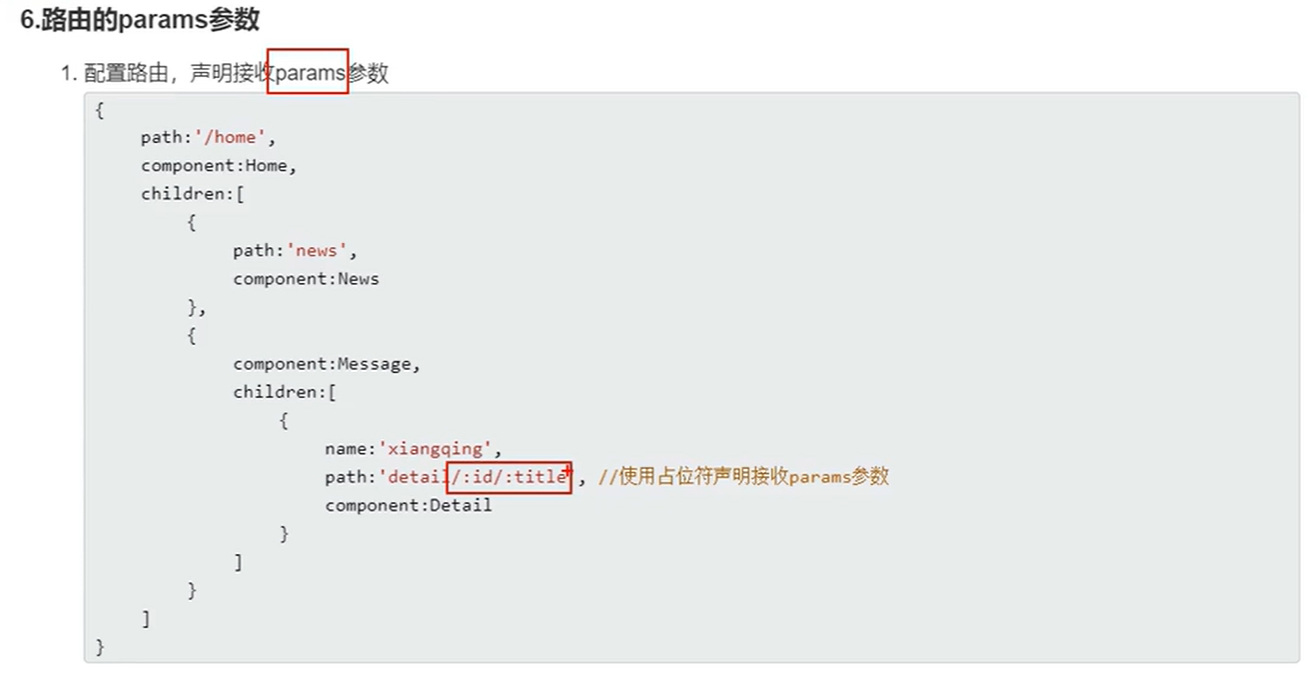 6.路由的params参数
1. 配置路由，声明接收params参数
{
path:'/home',
component:Home,
children:[
{
path:'news',
component:News
},
{
component:Message,
children:[
{
name:'xiangqing',
path:'detail/:id/:title', //使用占位符声明接收params参数
component:Detail
}
]
}
]
}